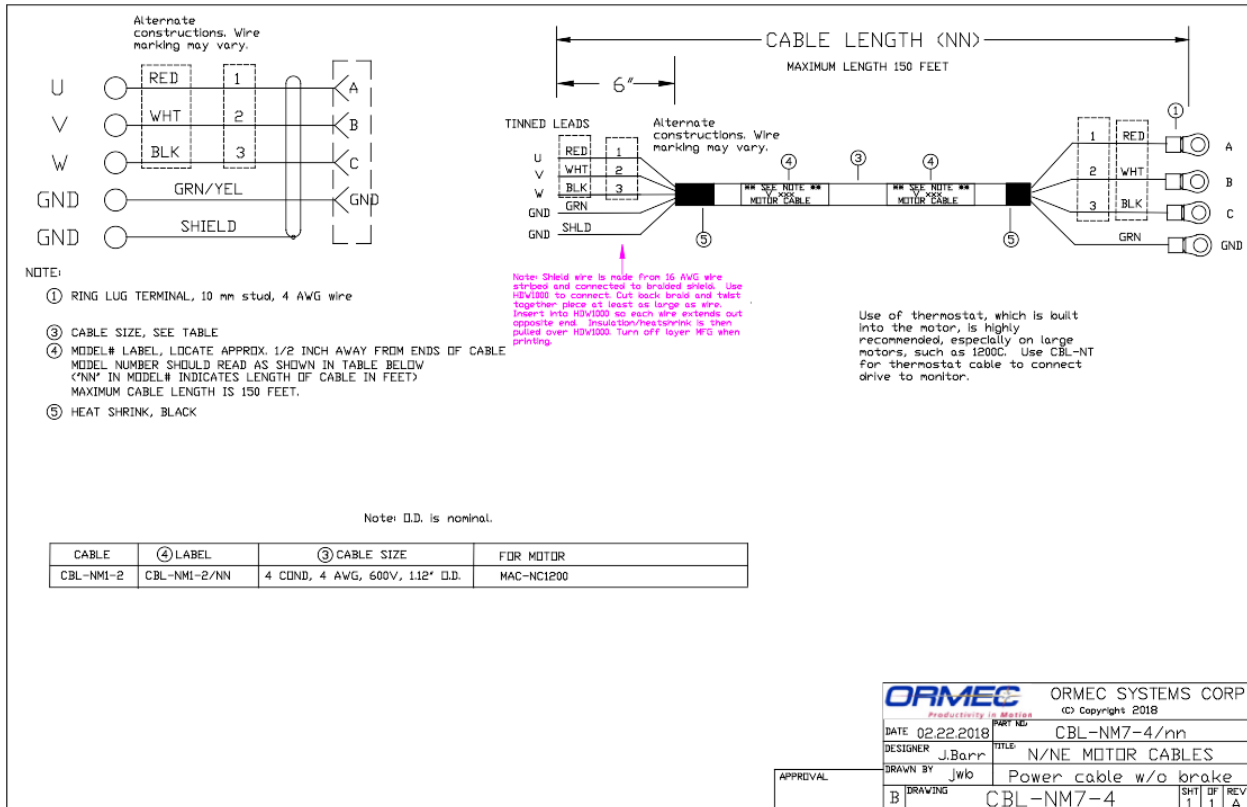 Alternate
constructions. Wire
marking may vary.
U RED 1 A
V WHT 2 B
W BLK 3 C
GND GRN/YEL GND
GND SHIELD
CABLE LENGTH (NN)
MAXIMUM LENGTH 150 FEET
6"
TINNED LEADS
Alternate
constructions. Wire
marking may vary.
U RED 1
V WHT 2
W BLK 3
GND GRN
GND SHLD
④ ③ ④
** SEE NOTE **
V xxx
MOTOR CABLE
** SEE NOTE **
V xxx
MOTOR CABLE
⑤ ⑤
①
1 RED A
2 WHT B
3 BLK C
GRN GND
Note: Shield wire is made from 16 AWG wire
striped and connected to braided shield. Use
HDW1000 to connect. Cut back braid and twist
together piece at least as large as wire.
Insert into HDW1000 so each wire extends out
opposite end. Insulation/heatshrink is then
pulled over HDW1000. Turn off layer MFG when
printing.
Use of thermostat, which is built
into the motor, is highly
recommended, especially on large
motors, such as 1200C. Use CBL-NT
for thermostat cable to connect
drive to monitor.
NOTE:
① RING LUG TERMINAL, 10 mm stud, 4 AWG wire
③ CABLE SIZE, SEE TABLE
④ MODEL# LABEL, LOCATE APPROX. 1/2 INCH AWAY FROM ENDS OF CABLE
MODEL NUMBER SHOULD READ AS SHOWN IN TABLE BELOW
("NN" IN MODEL# INDICATES LENGTH OF CABLE IN FEET)
MAXIMUM CABLE LENGTH IS 150 FEET.
⑤ HEAT SHRINK, BLACK
Note: O.D. is nominal.
CABLE ④ LABEL ③ CABLE SIZE FOR MOTOR
CBL-NM1-2 CBL-NM1-2/NN 4 COND, 4 AWG, 600V, 1.12" O.D. MAC-NC1200
ORMEC
Productivity in Motion
ORMEC SYSTEMS CORP
(C) Copyright 2018
DATE 02.22.2018 PART NO. CBL-NM7-4/nn
DESIGNER J.Barr TITLE: N/NE MOTOR CABLES
DRAWN BY jwb Power cable w/o brake
APPROVAL
B DRAWING CBL-NM7-4 SHT 1 OF REV A